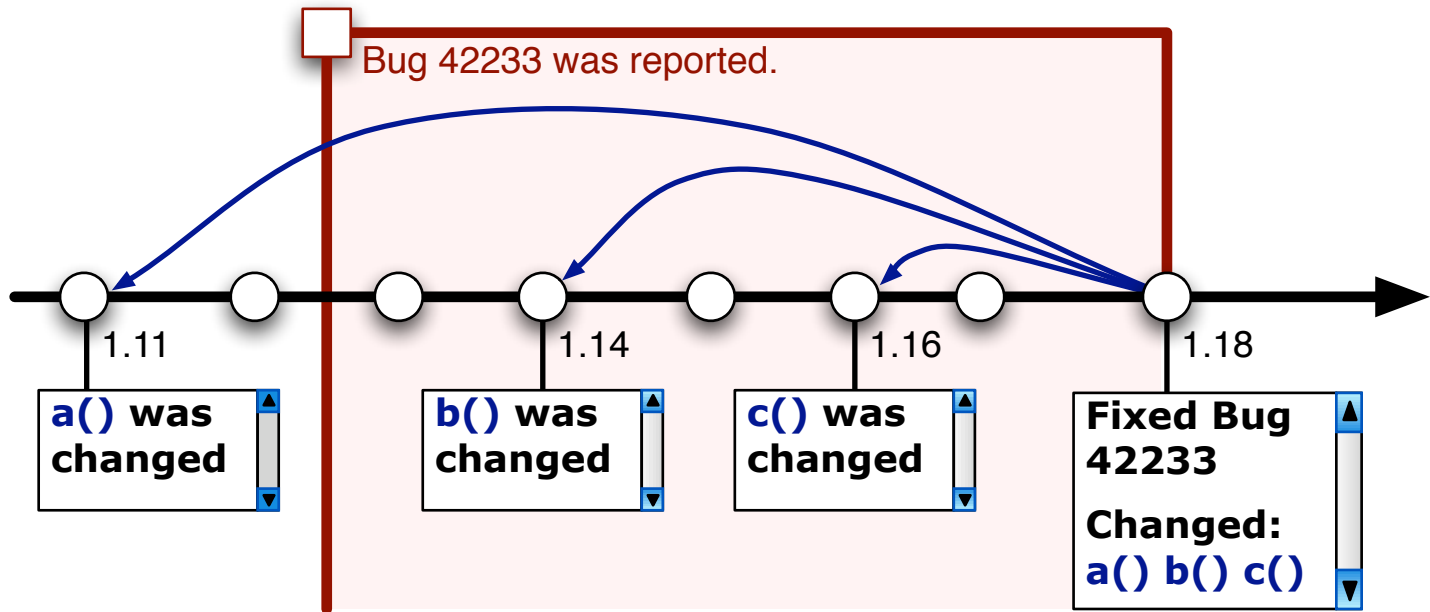 Bug 42233 was reported.
1.11
1.14
1.16
1.18
a() was
changed
b() was
changed
c() was
changed
Fixed Bug
42233
Changed:
a() b() c()